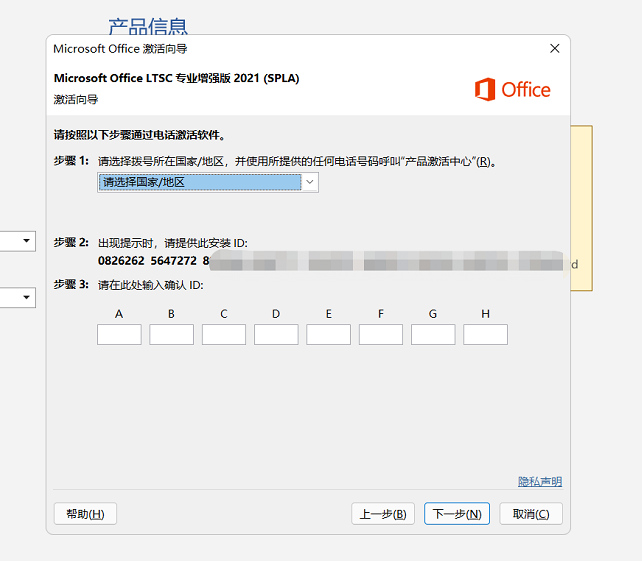 产品信息
Microsoft Office 激活向导
Microsoft Office LTSC 专业增强版 2021 (SPLA)
激活向导
Office
请按照以下步骤通过电话激活软件。
步骤 1: 请选择拨号所在国家/地区，并使用所提供的任何电话号码呼叫“产品激活中心”(R)。
请选择国家/地区
步骤 2: 出现提示时，请提供此安装 ID:
0826262 5647272 8
d
步骤 3: 请在此处输入确认 ID:
A B C D E F G H
隐私声明
帮助(H) 上一步(B) 下一步(N) 取消(C)